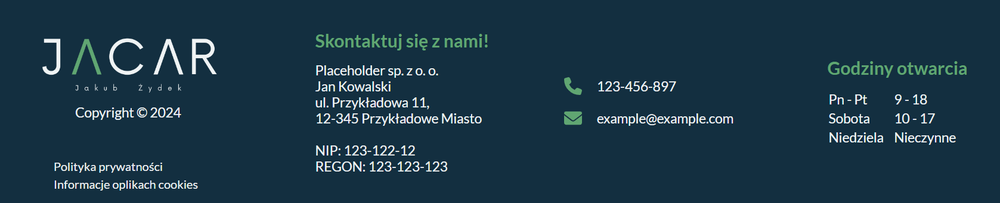 JACAR
Jakub Żydek
Copyright © 2024
Polityka prywatności
Informacje oplikach cookies
Skontaktuj się z nami!
Placeholder sp. z o. o.
Jan Kowalski
ul. Przykładowa 11,
12-345 Przykładowe Miasto
NIP: 123-122-12
REGON: 123-123-123
123-456-897
example@example.com
Godziny otwarcia
Pn - Pt 9 - 18
Sobota 10 - 17
Niedziela Nieczynne